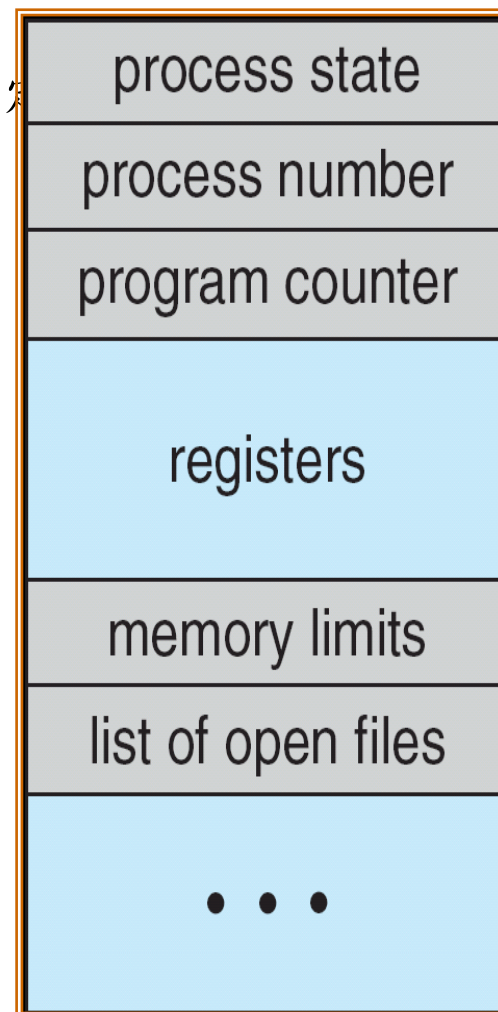 process state
process number
program counter
registers
memory limits
list of open files
• • •